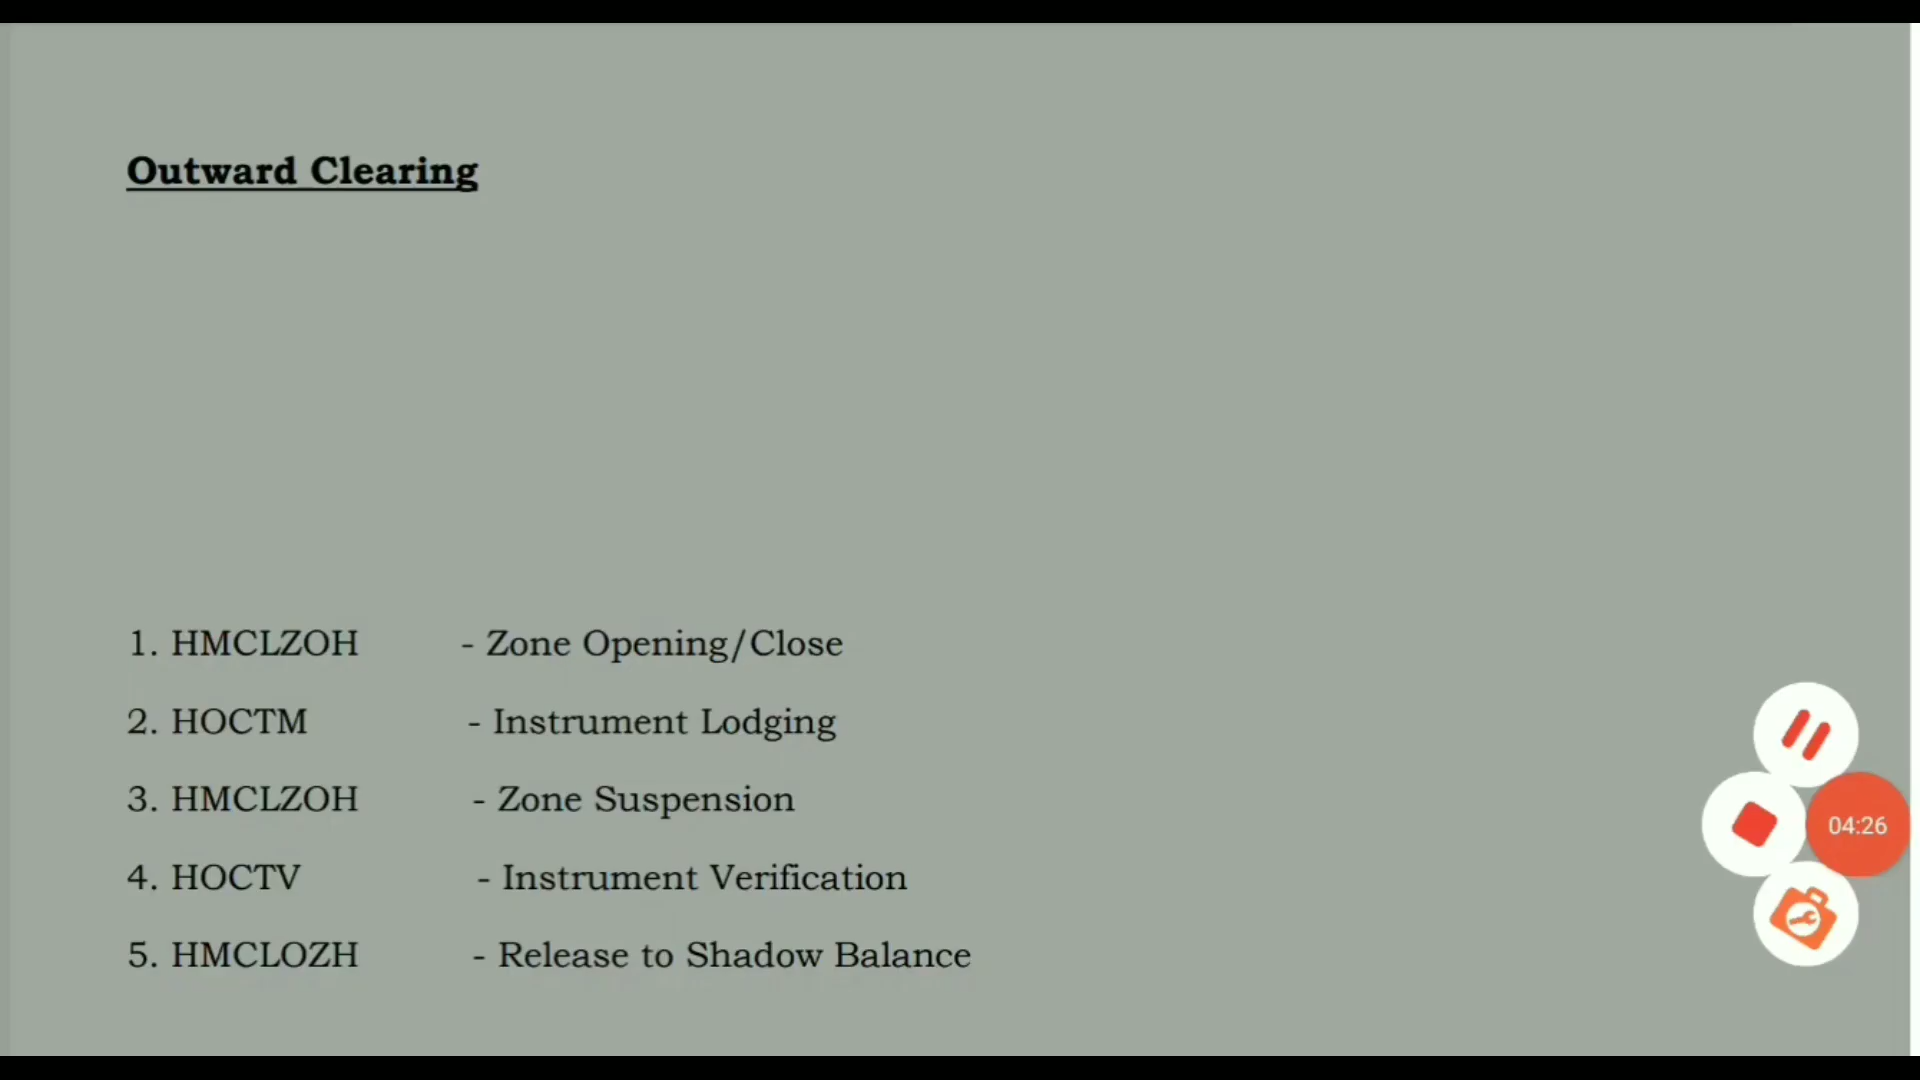 Outward Clearing
1. HMCLZOH - Zone Opening/Close
2. HOCTM - Instrument Lodging
3. HMCLZOH - Zone Suspension
4. HOCTV - Instrument Verification
5. HMCLOZH - Release to Shadow Balance
04:26